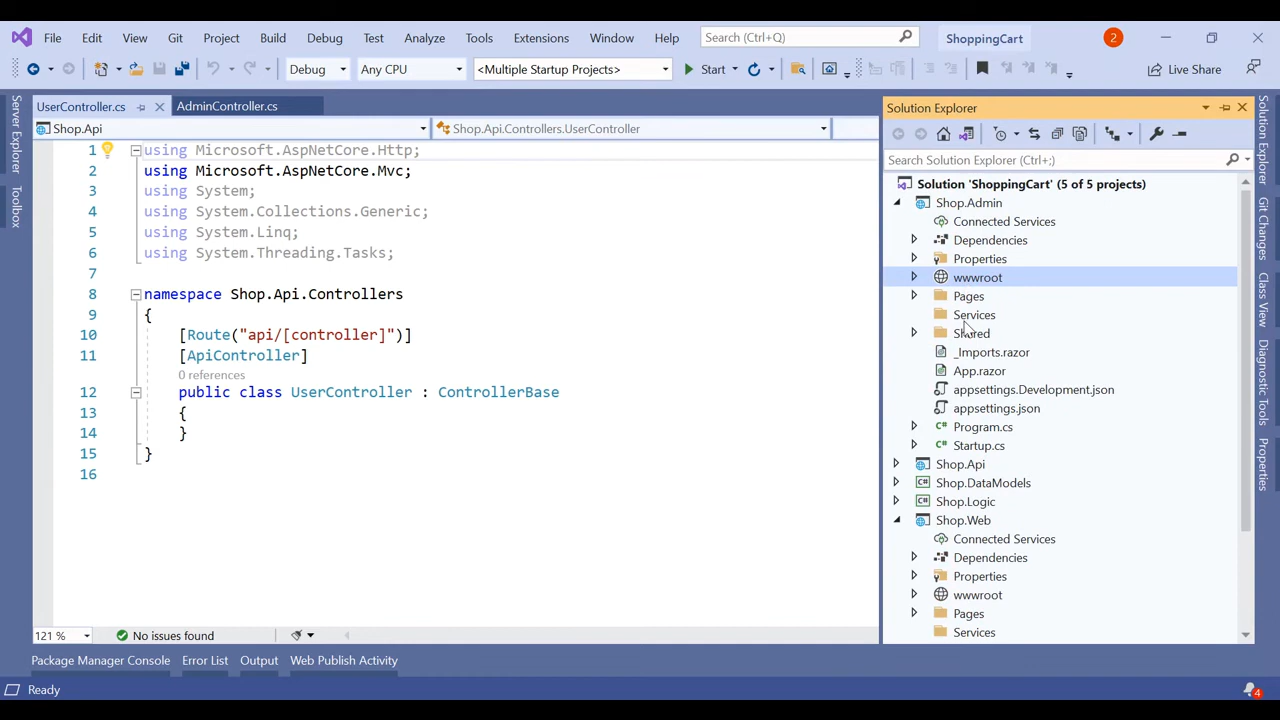 File Edit View Git Project Build Debug Test Analyze Tools Extensions Window Help Search (Ctrl+Q) ShoppingCart 2
Debug Any CPU <Multiple Startup Projects> Start Live Share
Server Explorer
Toolbox
UserController.cs AdminController.cs
Shop.Api Shop.Api.Controllers.UserController
1 using Microsoft.AspNetCore.Http;
2 using Microsoft.AspNetCore.Mvc;
3 using System;
4 using System.Collections.Generic;
5 using System.Linq;
6 using System.Threading.Tasks;
7
8 namespace Shop.Api.Controllers
9 {
10 [Route("api/[controller]")]
11 [ApiController]
0 references
12 public class UserController : ControllerBase
13 {
14 }
15 }
16
121 % No issues found
Solution Explorer
Search Solution Explorer (Ctrl+;)
Solution 'ShoppingCart' (5 of 5 projects)
Shop.Admin
Connected Services
Dependencies
Properties
wwwroot
Pages
Services
Shared
_Imports.razor
App.razor
appsettings.Development.json
appsettings.json
C# Program.cs
C# Startup.cs
Shop.Api
C# Shop.DataModels
C# Shop.Logic
Shop.Web
Connected Services
Dependencies
Properties
wwwroot
Pages
Services
Solution Explorer
Git Changes
Class View
Diagnostic Tools
Properties
Package Manager Console Error List Output Web Publish Activity
Ready 4